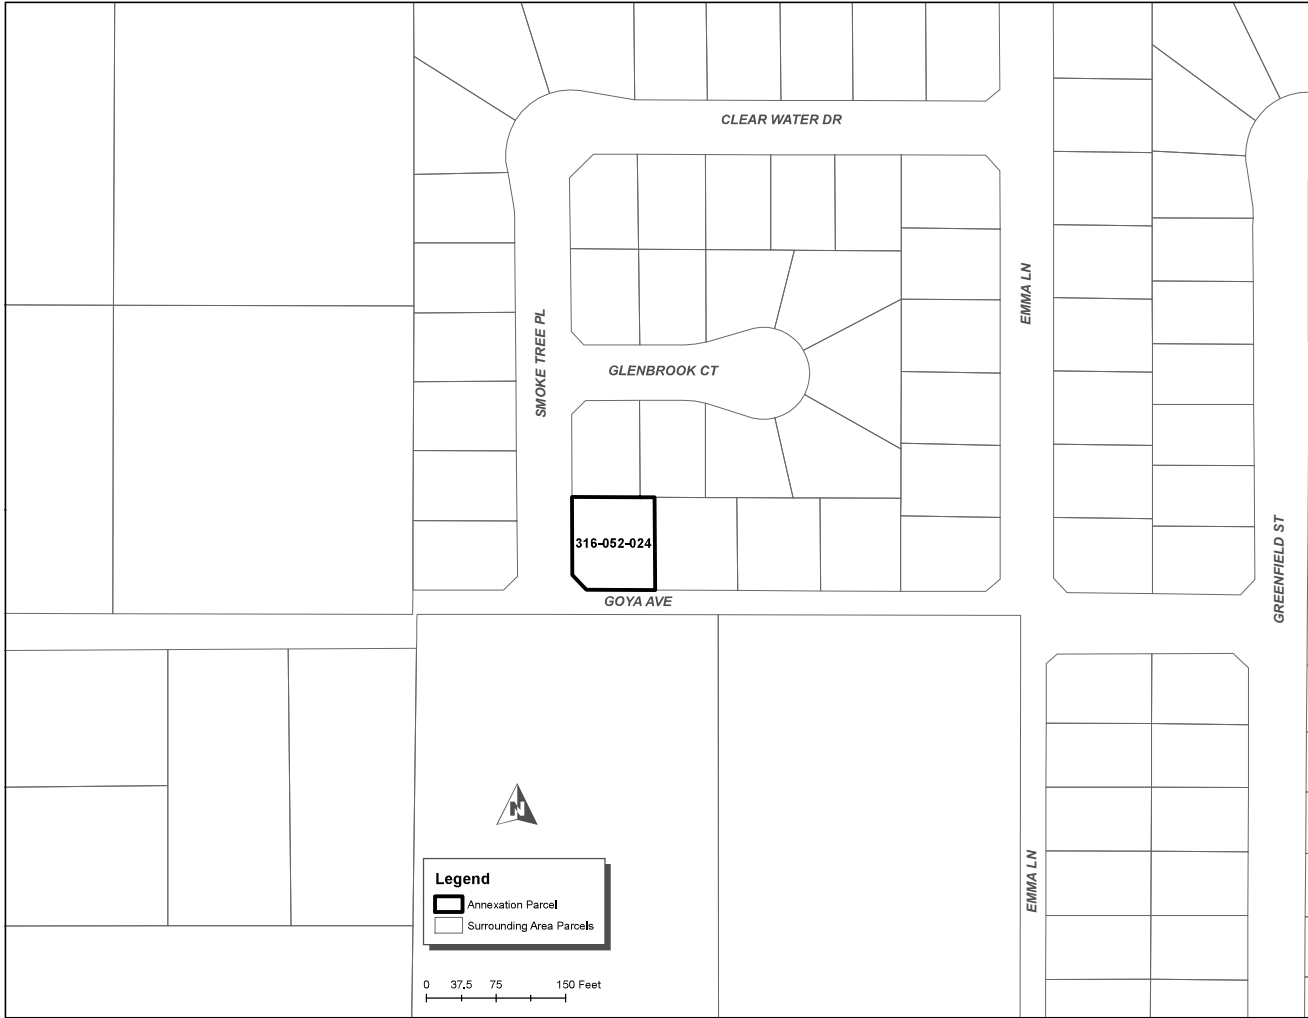 CLEAR WATER DR
EMMA LN
SMOKE TREE PL
GLENBROOK CT
316-052-024
GREENFIELD ST
GOYA AVE
N
EMMA LN
Legend
Annexation Parcel
Surrounding Area Parcels
0 37.5 75 150 Feet